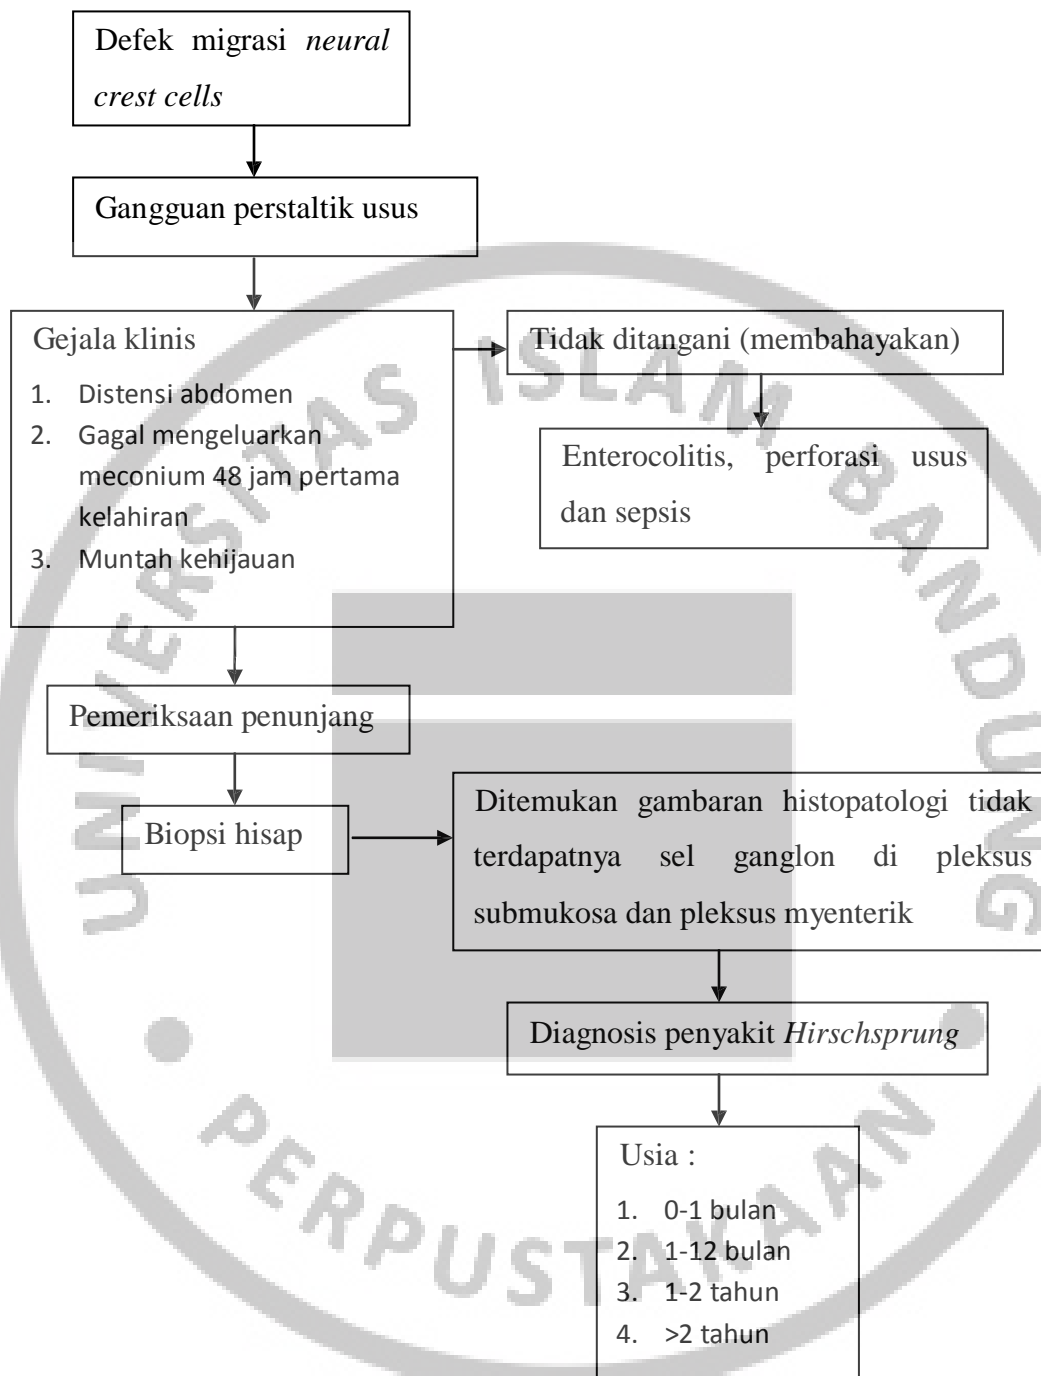 Defek migrasi neural
crest cells
Gangguan perstaltik usus
Gejala klinis
1. Distensi abdomen
2. Gagal mengeluarkan
meconium 48 jam pertama
kelahiran
3. Muntah kehijauan
Tidak ditangani (membahayakan)
Enterocolitis, perforasi usus
dan sepsis
Pemeriksaan penunjang
Biopsi hisap
Ditemukan gambaran histopatologi tidak
terdapatnya sel ganglon di pleksus
submukosa dan pleksus myenterik
Diagnosis penyakit Hirschsprung
Usia :
1. 0-1 bulan
2. 1-12 bulan
3. 1-2 tahun
4. >2 tahun
UNIVERSITAS ISLAM BANDUNG
PERPUSTAKAAN